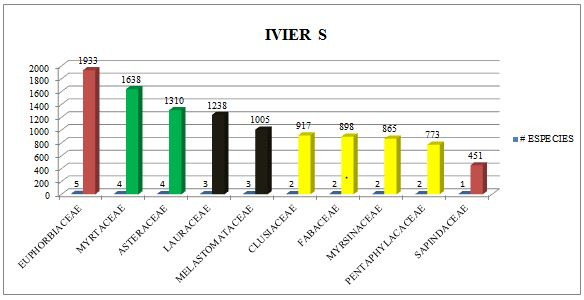 IVIER S
1933
1638
1310
1238
1005
917
898
865
773
451
2000
1800
1600
1400
1200
1000
800
600
400
200
0
5 4 4 3 3 2 2 2 2 1
EUPHORBIACEAE
MYRTACEAE
ASTERACEAE
LAURACEAE
MELASTOMATACEAE
CLUSIACEAE
FABACEAE
MYRSINACEAE
PENTAPHYLACACEAE
SAPINDACEAE
# ESPECIES